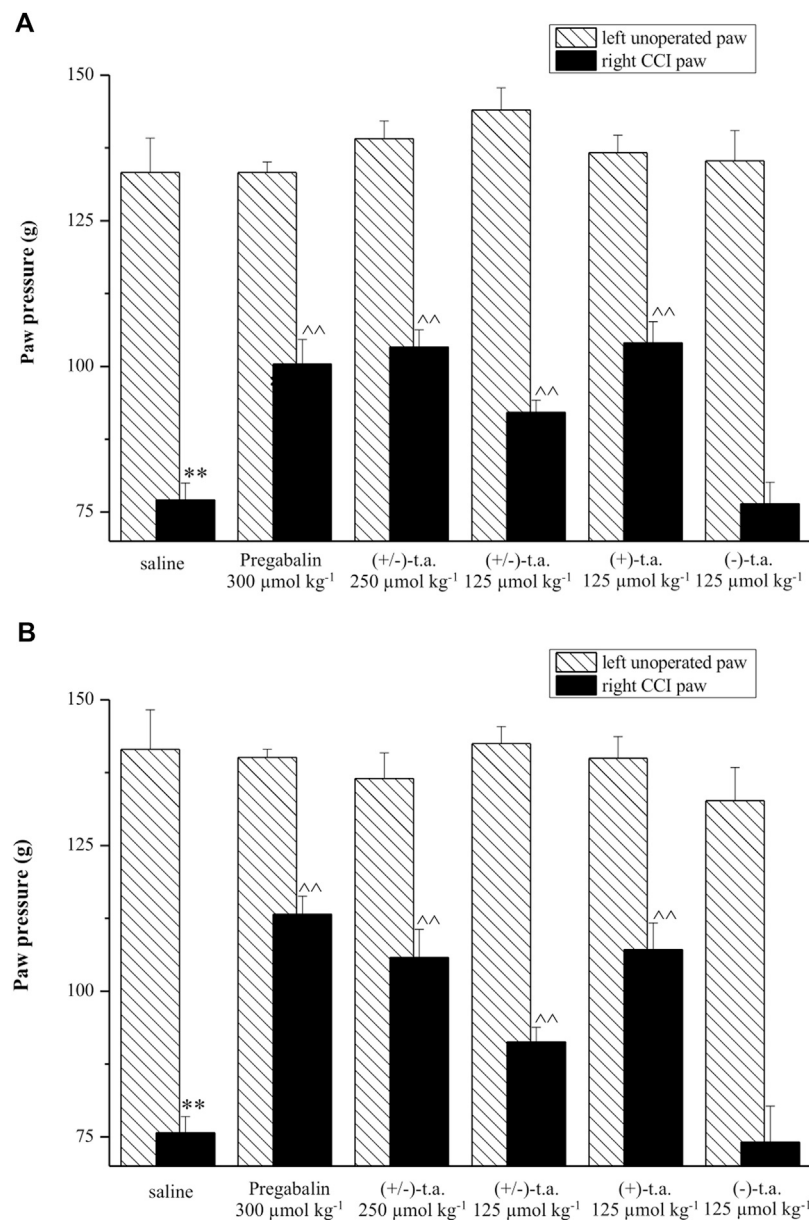 A
left unoperated paw
right CCI paw
150
125
100
75
Paw pressure (g)
**
^^
^^
^^
^^
saline
Pregabalin
300 µmol kg⁻¹
(+/-)-t.a.
250 µmol kg⁻¹
(+/-)-t.a.
125 µmol kg⁻¹
(+)-t.a.
125 µmol kg⁻¹
(-)-t.a.
125 µmol kg⁻¹
B
left unoperated paw
right CCI paw
150
125
100
75
Paw pressure (g)
**
^^
^^
^^
^^
saline
Pregabalin
300 µmol kg⁻¹
(+/-)-t.a.
250 µmol kg⁻¹
(+/-)-t.a.
125 µmol kg⁻¹
(+)-t.a.
125 µmol kg⁻¹
(-)-t.a.
125 µmol kg⁻¹